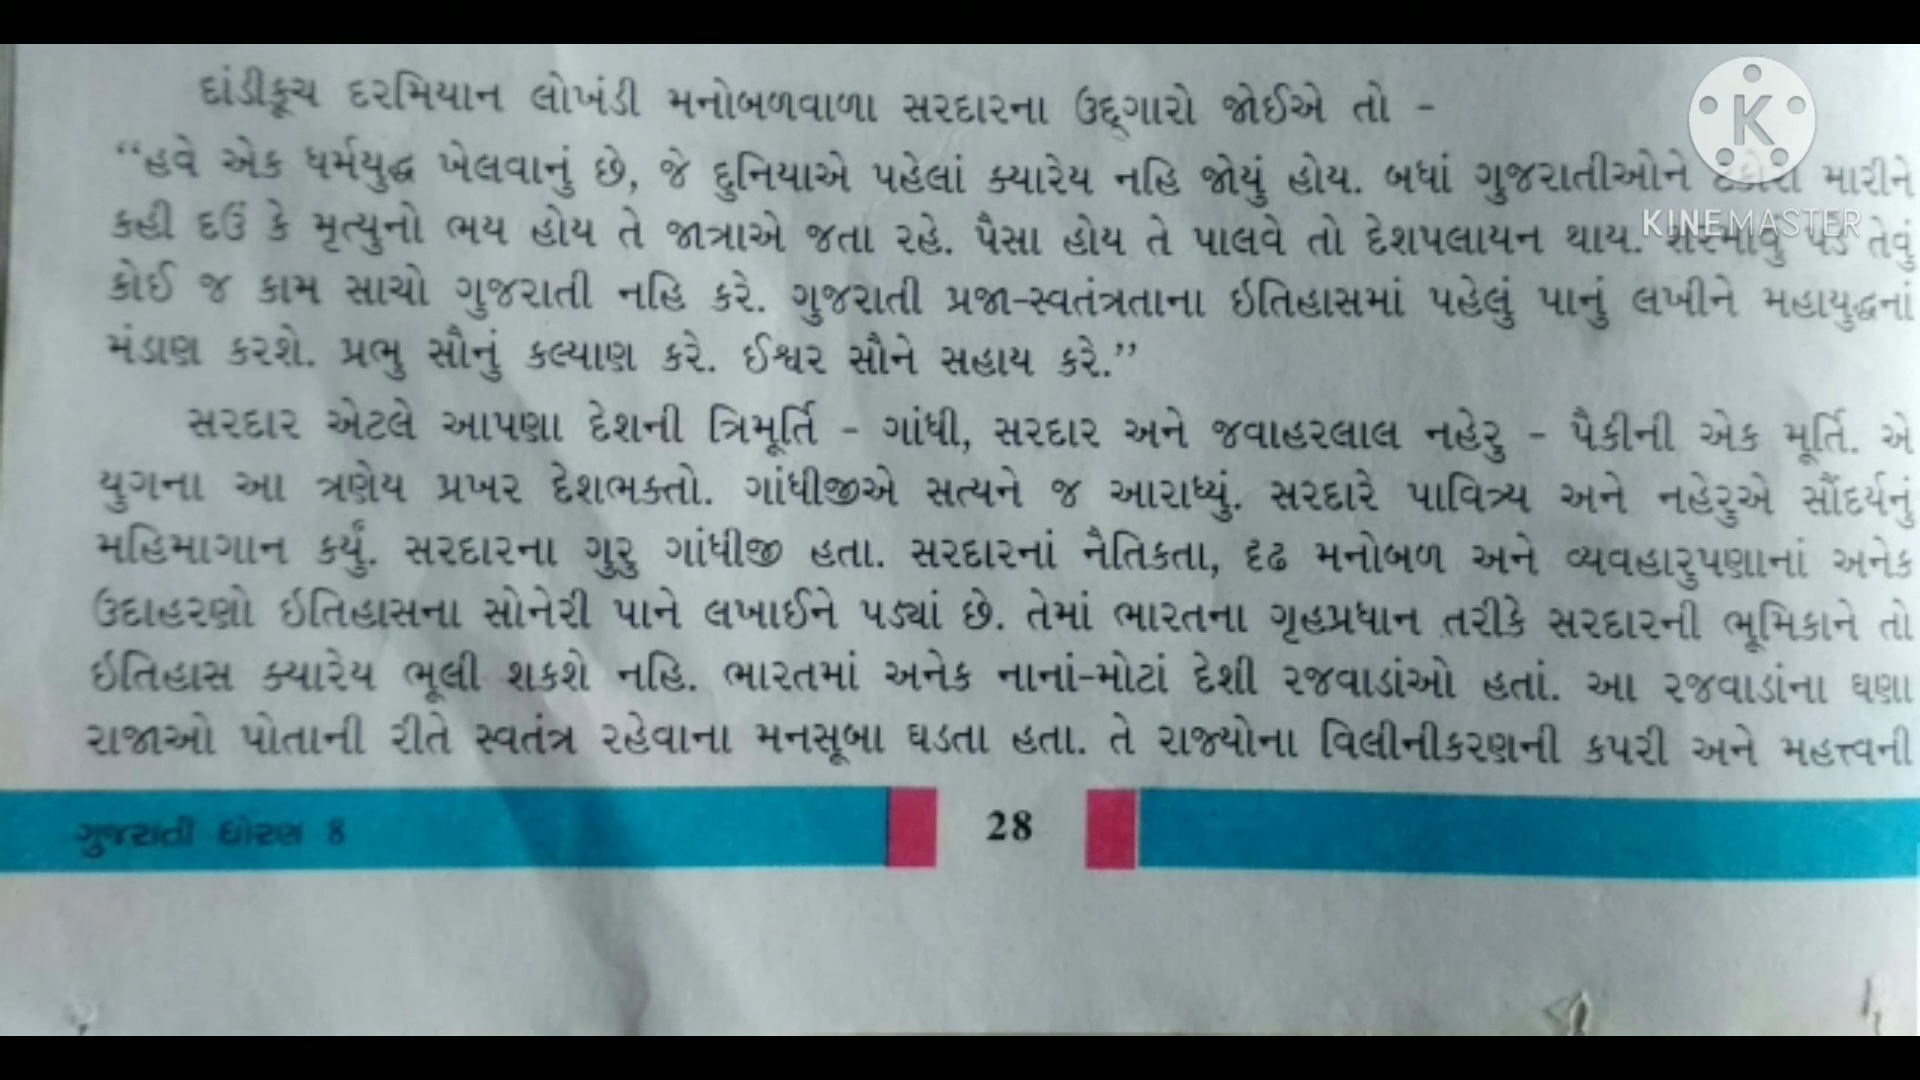 દાંડીકૂચ દરમિયાન લોખંડી મનોબળવાળા સરદારના ઉદ્ગારો જોઈએ તો -
“હવે એક ધર્મયુદ્ધ ખેલવાનું છે, જે દુનિયાએ પહેલાં ક્યારેય નહિ જોયું હોય. બધાં ગુજરાતીઓને મારીને
કહી દઉં કે મૃત્યુનો ભય હોય તે જાત્રાએ જતા રહે. પૈસા હોય તે પાલવે તો દેશપલાયન થાય. તેવું
કોઈ જ કામ સાચો ગુજરાતી નહિ કરે. ગુજરાતી પ્રજા-સ્વતંત્રતાના ઇતિહાસમાં પહેલું પાનું લખીને મહાયુદ્ધનાં
મંડાણ કરશે. પ્રભુ સૌનું કલ્યાણ કરે. ઈશ્વર સૌને સહાય કરે.”
સરદાર એટલે આપણા દેશની ત્રિમૂર્તિ - ગાંધી, સરદાર અને જવાહરલાલ નહેરુ - પૈકીની એક મૂર્તિ. એ
યુગના આ ત્રણેય પ્રખર દેશભક્તો. ગાંધીજીએ સત્યને જ આરાધ્યું. સરદારે પાવિત્ર્ય અને નહેરુએ સૌંદર્યનું
મહિમાગાન કર્યું. સરદારના ગુરુ ગાંધીજી હતા. સરદારનાં નૈતિકતા, દૃઢ મનોબળ અને વ્યવહારુપણાનાં અનેક
ઉદાહરણો ઇતિહાસના સોનેરી પાને લખાઈને પડ્યાં છે. તેમાં ભારતના ગૃહપ્રધાન તરીકે સરદારની ભૂમિકાને તો
ઇતિહાસ ક્યારેય ભૂલી શકશે નહિ. ભારતમાં અનેક નાનાં-મોટાં દેશી રજવાડાંઓ હતાં. આ રજવાડાંના ઘણા
રાજાઓ પોતાની રીતે સ્વતંત્ર રહેવાના મનસૂબા ઘડતા હતા. તે રાજ્યોના વિલીનીકરણની કપરી અને મહત્ત્વની
ગુજરાતી ધોરણ 8
28
K
KINEMASTER